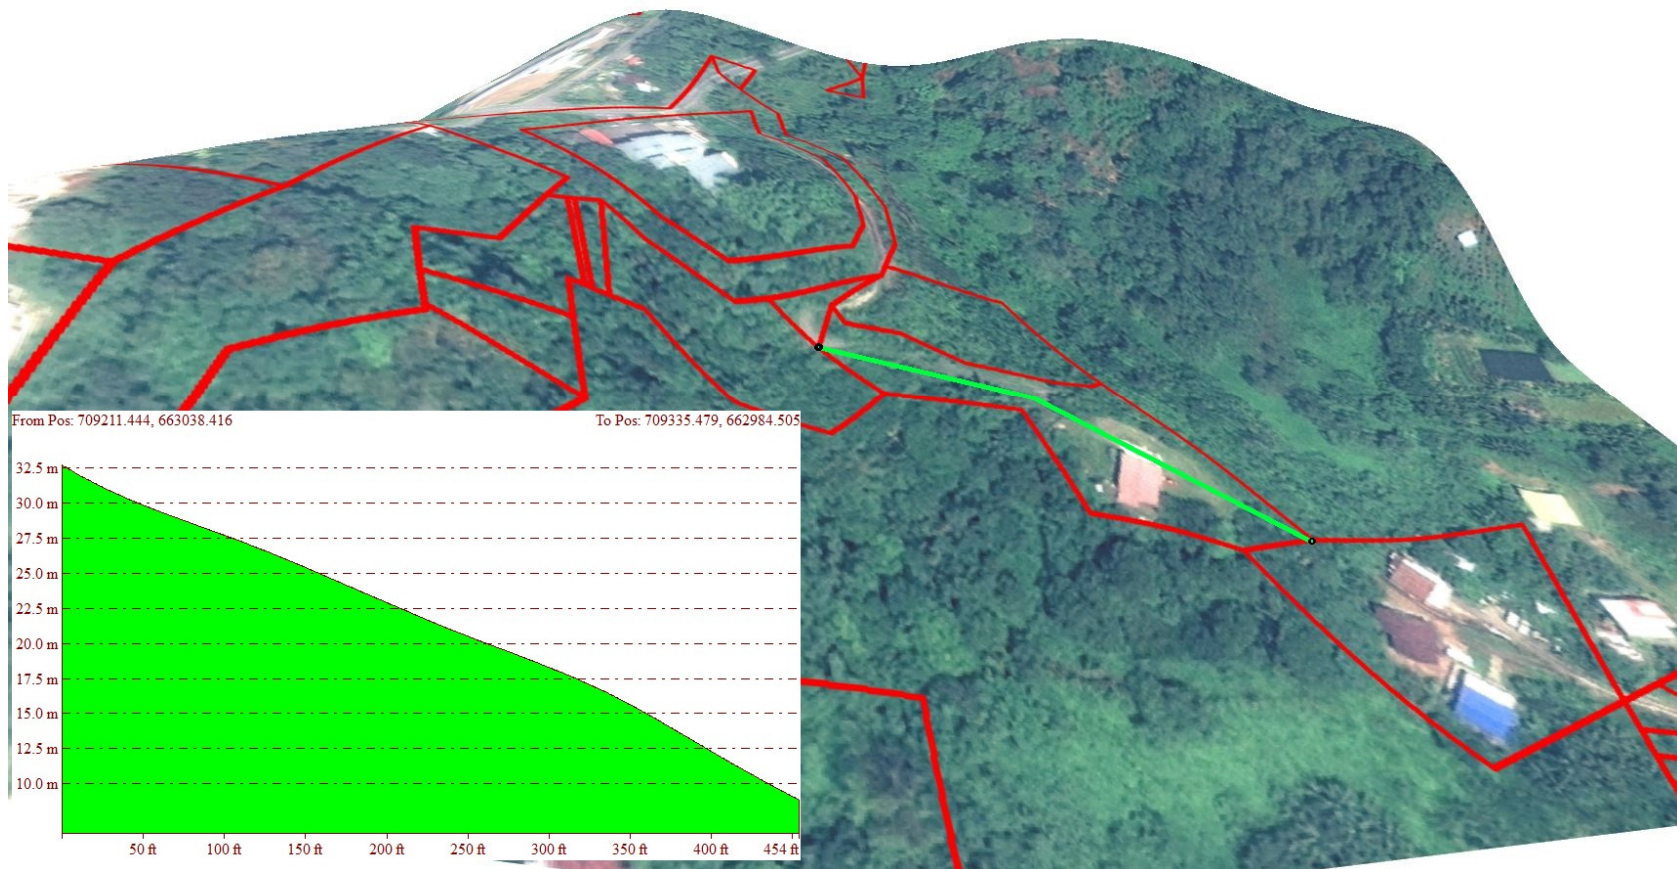 From Pos: 709211.444, 663038.416
To Pos: 709335.479, 662984.505
32.5 m
30.0 m
27.5 m
25.0 m
22.5 m
20.0 m
17.5 m
15.0 m
12.5 m
10.0 m
50 ft
100 ft
150 ft
200 ft
250 ft
300 ft
350 ft
400 ft
454 ft